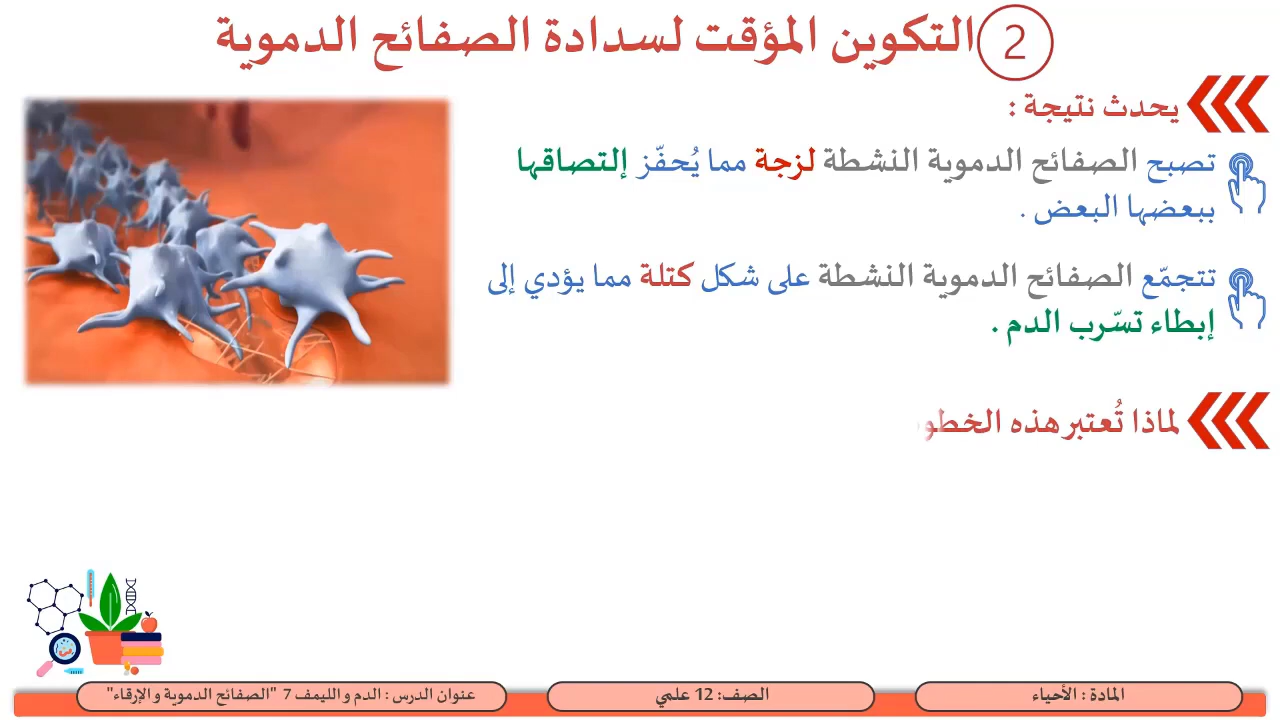 2 التكوين المؤقت لسدادة الصفائح الدموية
يحدث نتيجة :
تصبح الصفائح الدموية النشطة لزجة مما يُحفّز إلتصاقها
ببعضها البعض .
تتجمّع الصفائح الدموية النشطة على شكل كتلة مما يؤدي إلى
إبطاء تسّرب الدم .
لماذا تُعتبر هذه
المادة : الأحياء
الصف: 12 علمي
عنوان الدرس : الدم و الليمف 7 "الصفائح الدموية و الإرقاء"